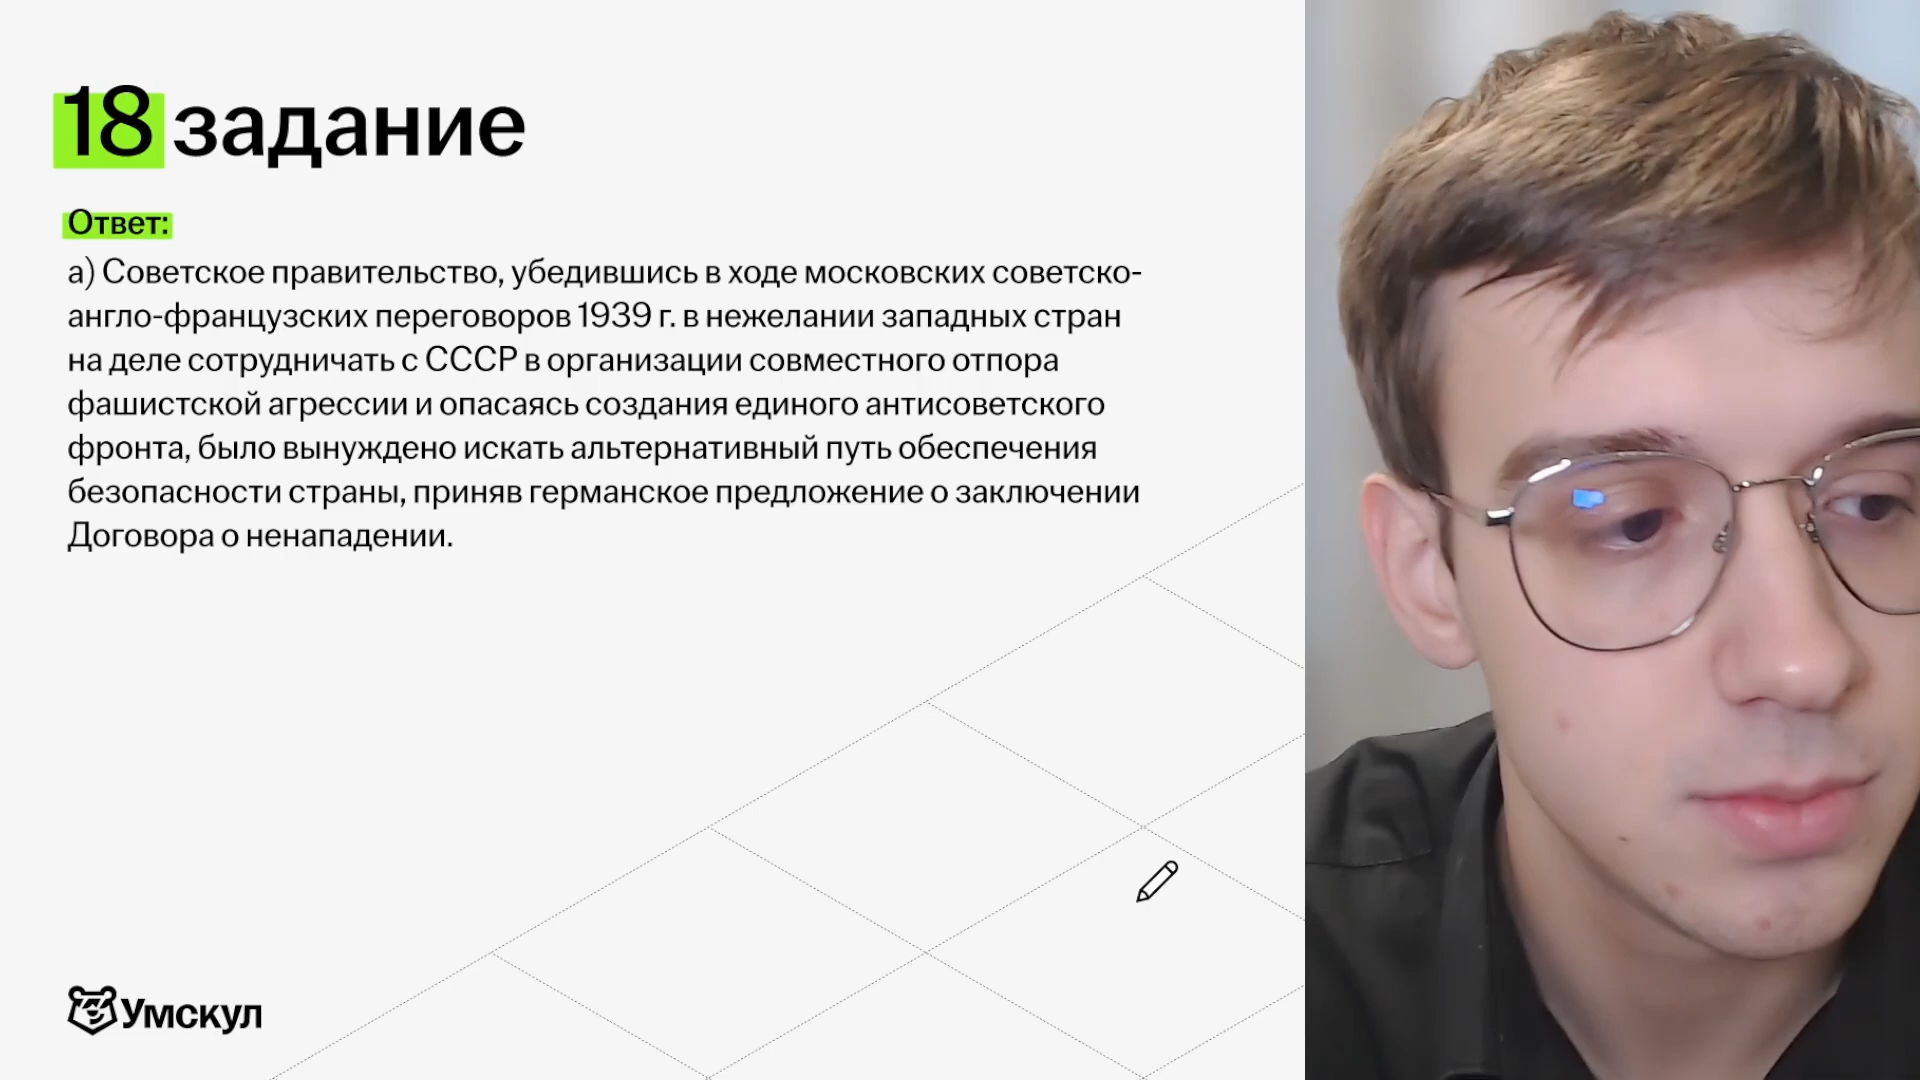 18 задание
Ответ:
а) Советское правительство, убедившись в ходе московских советско-
англо-французских переговоров 1939 г. в нежелании западных стран
на деле сотрудничать с СССР в организации совместного отпора
фашистской агрессии и опасаясь создания единого антисоветского
фронта, было вынуждено искать альтернативный путь обеспечения
безопасности страны, приняв германское предложение о заключении
Договора о ненападении.
Умскул